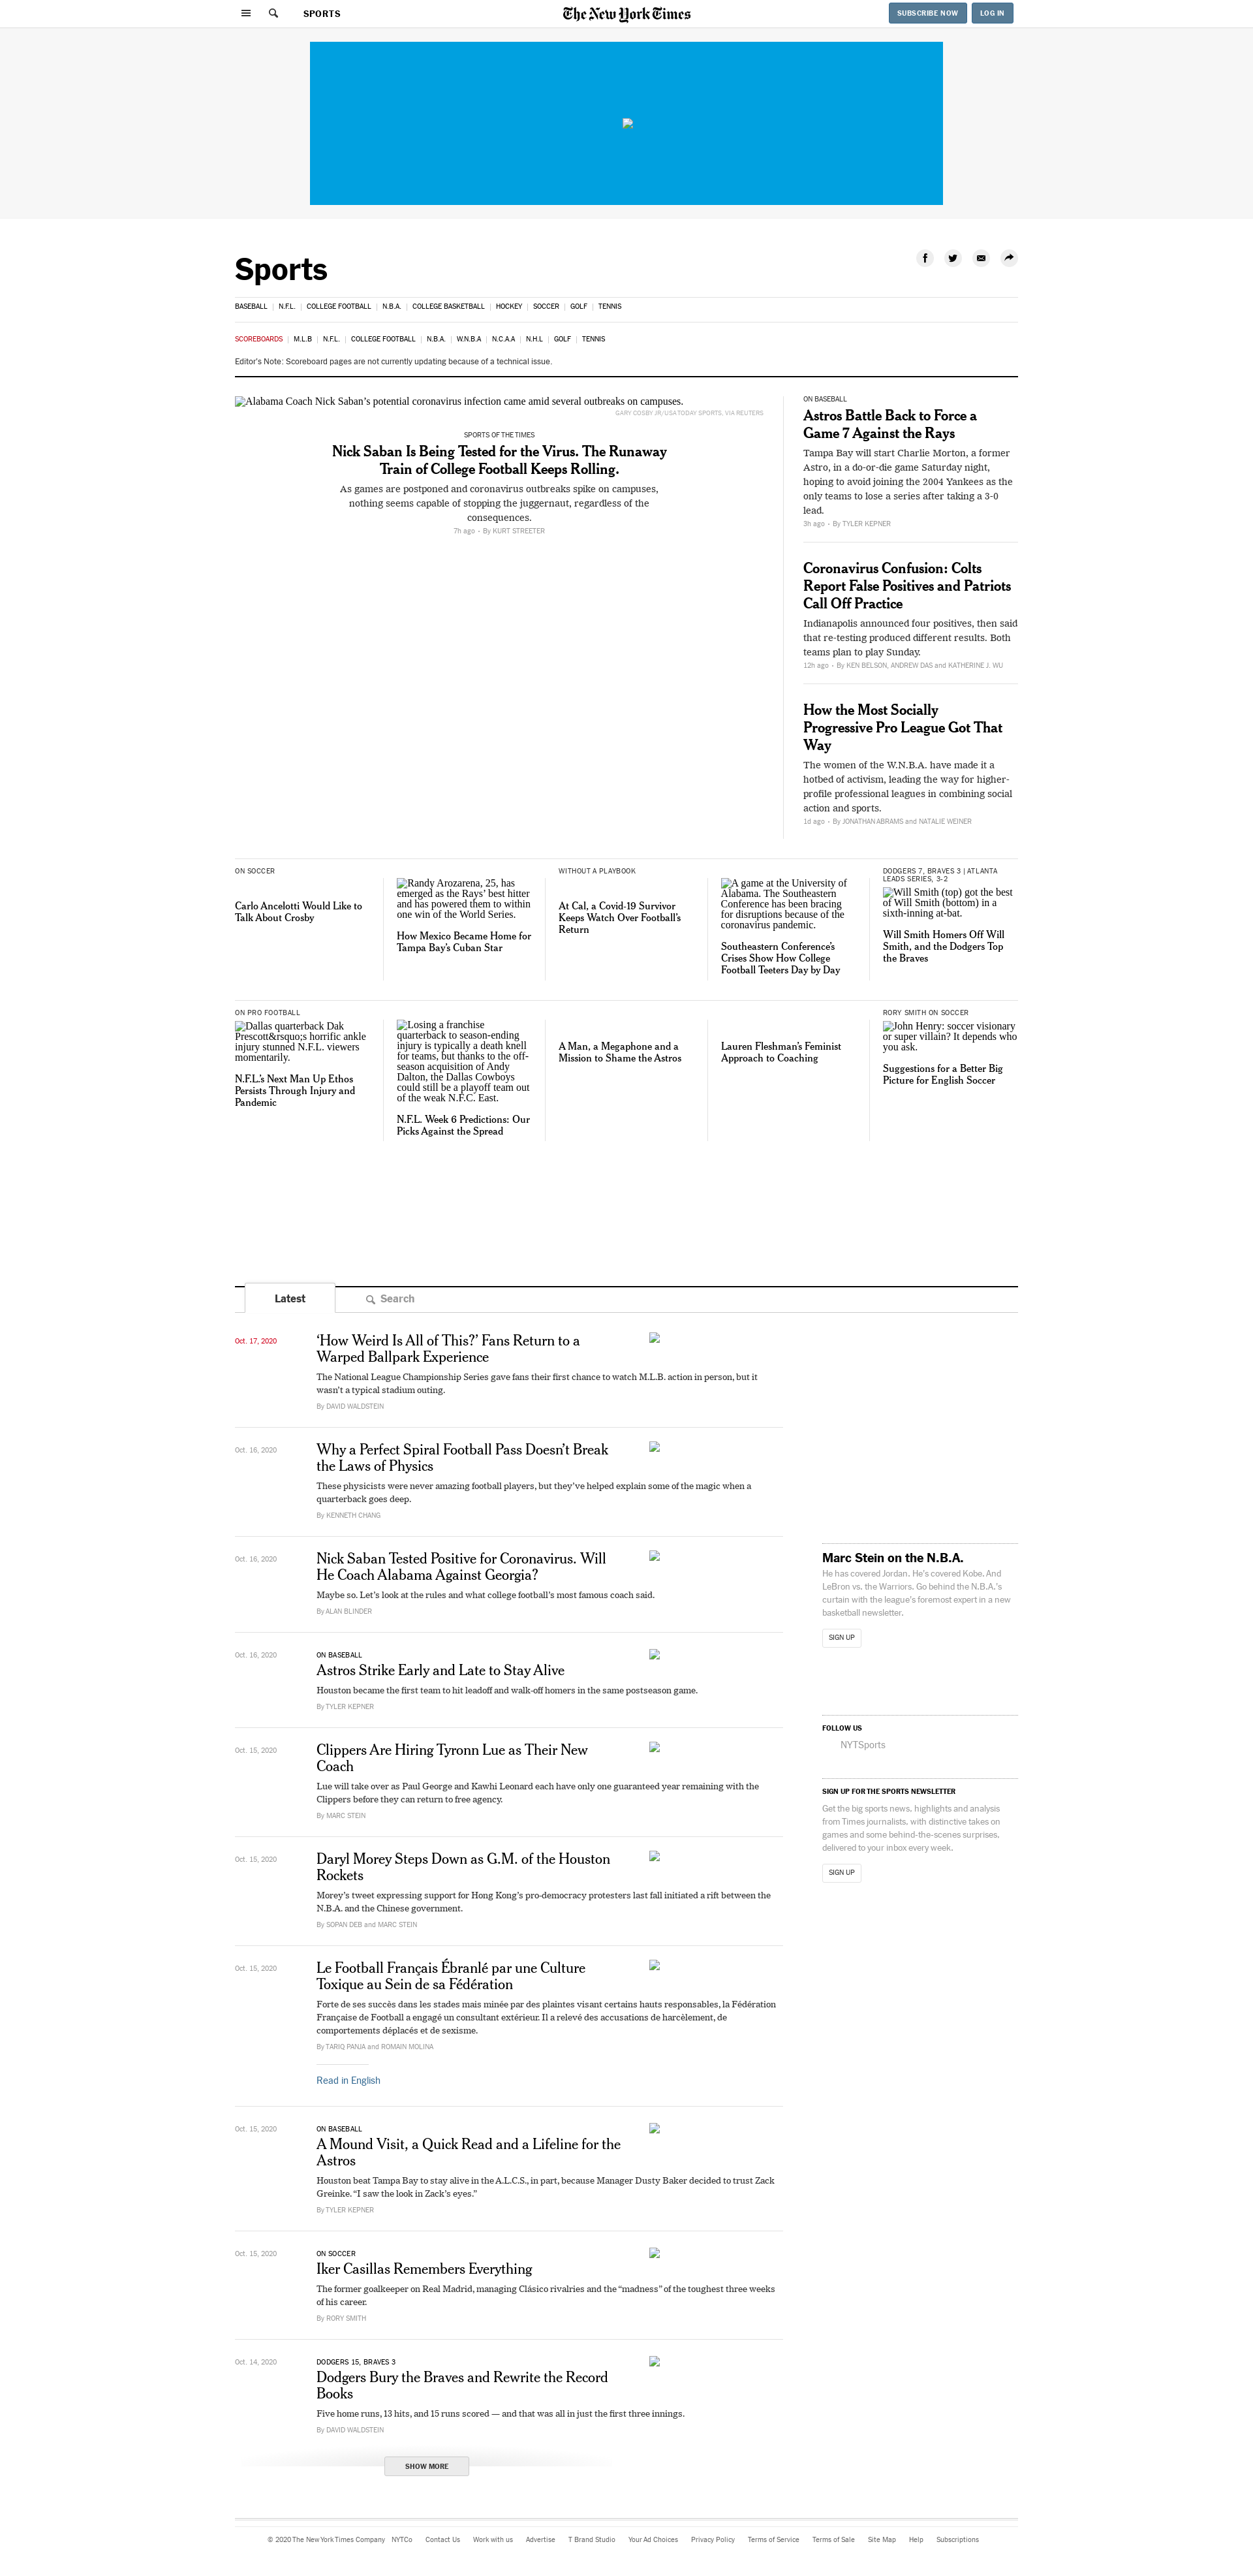 SPORTS
The New York Times
SUBSCRIBE NOW
LOG IN
Sports
BASEBALL
N.F.L.
COLLEGE FOOTBALL
N.B.A.
COLLEGE BASKETBALL
HOCKEY
SOCCER
GOLF
TENNIS
SCOREBOARDS
M.L.B
N.F.L.
COLLEGE FOOTBALL
N.B.A.
W.N.B.A
N.C.A.A
N.H.L
GOLF
TENNIS
Editor's Note: Scoreboard pages are not currently updating because of a technical issue.
Alabama Coach Nick Saban’s potential coronavirus infection came amid several outbreaks on campuses.
GARY COSBY JR/USA TODAY SPORTS, VIA REUTERS
SPORTS OF THE TIMES
Nick Saban Is Being Tested for the Virus. The Runaway
Train of College Football Keeps Rolling.
As games are postponed and coronavirus outbreaks spike on campuses,
nothing seems capable of stopping the juggernaut, regardless of the
consequences.
7h ago • By KURT STREETER
ON BASEBALL
Astros Battle Back to Force a
Game 7 Against the Rays
Tampa Bay will start Charlie Morton, a former
Astro, in a do-or-die game Saturday night,
hoping to avoid joining the 2004 Yankees as the
only teams to lose a series after taking a 3-0
lead.
3h ago • By TYLER KEPNER
Coronavirus Confusion: Colts
Report False Positives and Patriots
Call Off Practice
Indianapolis announced four positives, then said
that re-testing produced different results. Both
teams plan to play Sunday.
12h ago • By KEN BELSON, ANDREW DAS and KATHERINE J. WU
How the Most Socially
Progressive Pro League Got That
Way
The women of the W.N.B.A. have made it a
hotbed of activism, leading the way for higher-
profile professional leagues in combining social
action and sports.
1d ago • By JONATHAN ABRAMS and NATALIE WEINER
ON SOCCER
Carlo Ancelotti Would Like to
Talk About Crosby
Randy Arozarena, 25, has
emerged as the Rays’ best hitter
and has powered them to within
one win of the World Series.
How Mexico Became Home for
Tampa Bay’s Cuban Star
WITHOUT A PLAYBOOK
At Cal, a Covid-19 Survivor
Keeps Watch Over Football’s
Return
A game at the University of
Alabama. The Southeastern
Conference has been bracing
for disruptions because of the
coronavirus pandemic.
Southeastern Conference’s
Crises Show How College
Football Teeters Day by Day
DODGERS 7, BRAVES 3 | ATLANTA
LEADS SERIES, 3-2
Will Smith (top) got the best
of Will Smith (bottom) in a
sixth-inning at-bat.
Will Smith Homers Off Will
Smith, and the Dodgers Top
the Braves
ON PRO FOOTBALL
Dallas quarterback Dak
Prescott&rsquo;s horrific ankle
injury stunned N.F.L. viewers
momentarily.
N.F.L.’s Next Man Up Ethos
Persists Through Injury and
Pandemic
Losing a franchise
quarterback to season-ending
injury is typically a death knell
for teams, but thanks to the off-
season acquisition of Andy
Dalton, the Dallas Cowboys
could still be a playoff team out
of the weak N.F.C. East.
N.F.L. Week 6 Predictions: Our
Picks Against the Spread
A Man, a Megaphone and a
Mission to Shame the Astros
Lauren Fleshman’s Feminist
Approach to Coaching
RORY SMITH ON SOCCER
John Henry: soccer visionary
or super villain? It depends who
you ask.
Suggestions for a Better Big
Picture for English Soccer
Latest
Search
Oct. 17, 2020
‘How Weird Is All of This?’ Fans Return to a
Warped Ballpark Experience
The National League Championship Series gave fans their first chance to watch M.L.B. action in person, but it
wasn’t a typical stadium outing.
By DAVID WALDSTEIN
Oct. 16, 2020
Why a Perfect Spiral Football Pass Doesn’t Break
the Laws of Physics
These physicists were never amazing football players, but they’ve helped explain some of the magic when a
quarterback goes deep.
By KENNETH CHANG
Oct. 16, 2020
Nick Saban Tested Positive for Coronavirus. Will
He Coach Alabama Against Georgia?
Maybe so. Let’s look at the rules and what college football’s most famous coach said.
By ALAN BLINDER
Oct. 16, 2020
ON BASEBALL
Astros Strike Early and Late to Stay Alive
Houston became the first team to hit leadoff and walk-off homers in the same postseason game.
By TYLER KEPNER
Oct. 15, 2020
Clippers Are Hiring Tyronn Lue as Their New
Coach
Lue will take over as Paul George and Kawhi Leonard each have only one guaranteed year remaining with the
Clippers before they can return to free agency.
By MARC STEIN
Oct. 15, 2020
Daryl Morey Steps Down as G.M. of the Houston
Rockets
Morey’s tweet expressing support for Hong Kong’s pro-democracy protesters last fall initiated a rift between the
N.B.A. and the Chinese government.
By SOPAN DEB and MARC STEIN
Oct. 15, 2020
Le Football Français Ébranlé par une Culture
Toxique au Sein de sa Fédération
Forte de ses succès dans les stades mais minée par des plaintes visant certains hauts responsables, la Fédération
Française de Football a engagé un consultant extérieur. Il a relevé des accusations de harcèlement, de
comportements déplacés et de sexisme.
By TARIQ PANJA and ROMAIN MOLINA
Read in English
Oct. 15, 2020
ON BASEBALL
A Mound Visit, a Quick Read and a Lifeline for the
Astros
Houston beat Tampa Bay to stay alive in the A.L.C.S., in part, because Manager Dusty Baker decided to trust Zack
Greinke. “I saw the look in Zack’s eyes.”
By TYLER KEPNER
Oct. 15, 2020
ON SOCCER
Iker Casillas Remembers Everything
The former goalkeeper on Real Madrid, managing Clásico rivalries and the “madness” of the toughest three weeks
of his career.
By RORY SMITH
Oct. 14, 2020
DODGERS 15, BRAVES 3
Dodgers Bury the Braves and Rewrite the Record
Books
Five home runs, 13 hits, and 15 runs scored — and that was all in just the first three innings.
By DAVID WALDSTEIN
SHOW MORE
Marc Stein on the N.B.A.
He has covered Jordan. He’s covered Kobe. And
LeBron vs. the Warriors. Go behind the N.B.A.’s
curtain with the league’s foremost expert in a new
basketball newsletter.
SIGN UP
FOLLOW US
NYTSports
SIGN UP FOR THE SPORTS NEWSLETTER
Get the big sports news, highlights and analysis
from Times journalists, with distinctive takes on
games and some behind-the-scenes surprises,
delivered to your inbox every week.
SIGN UP
© 2020 The New York Times Company
NYTCo
Contact Us
Work with us
Advertise
T Brand Studio
Your Ad Choices
Privacy Policy
Terms of Service
Terms of Sale
Site Map
Help
Subscriptions